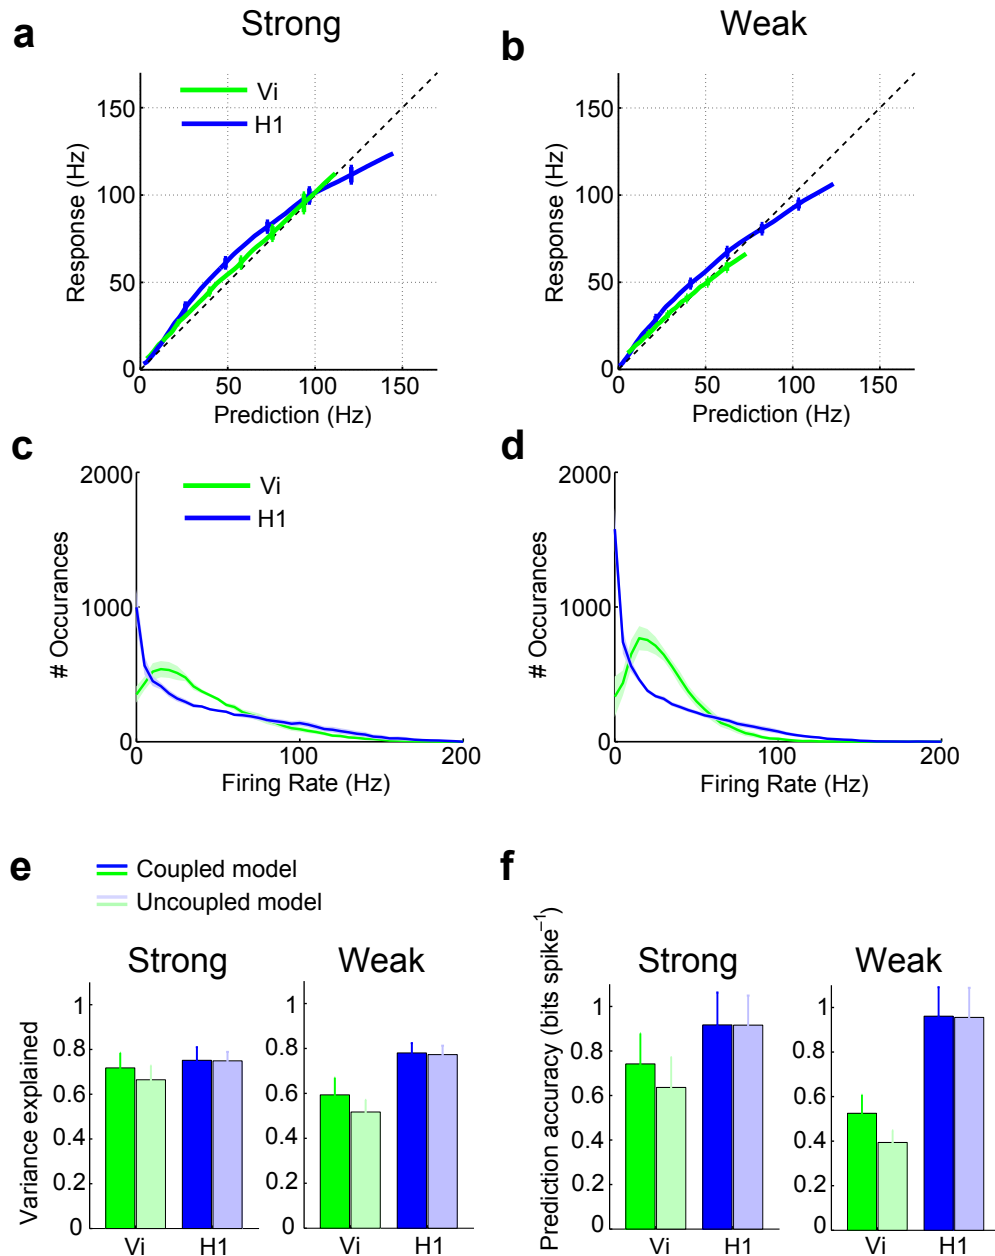 a
Strong
b
Weak
Vi
H1
150
100
50
0
Response (Hz)
0 50 100 150
Prediction (Hz)
150
100
50
0
Response (Hz)
0 50 100 150
Prediction (Hz)
c
Vi
H1
2000
1000
0
# Occurances
0 100 200
Firing Rate (Hz)
d
2000
1000
0
# Occurances
0 100 200
Firing Rate (Hz)
e
Coupled model
Uncoupled model
Strong
Weak
Variance explained
1
0.8
0.6
0.4
0.2
0
Vi H1
1
0.8
0.6
0.4
0.2
0
Vi H1
f
Strong
Weak
Prediction accuracy (bits spike⁻¹)
1
0.8
0.6
0.4
0.2
0
Vi H1
1
0.8
0.6
0.4
0.2
0
Vi H1